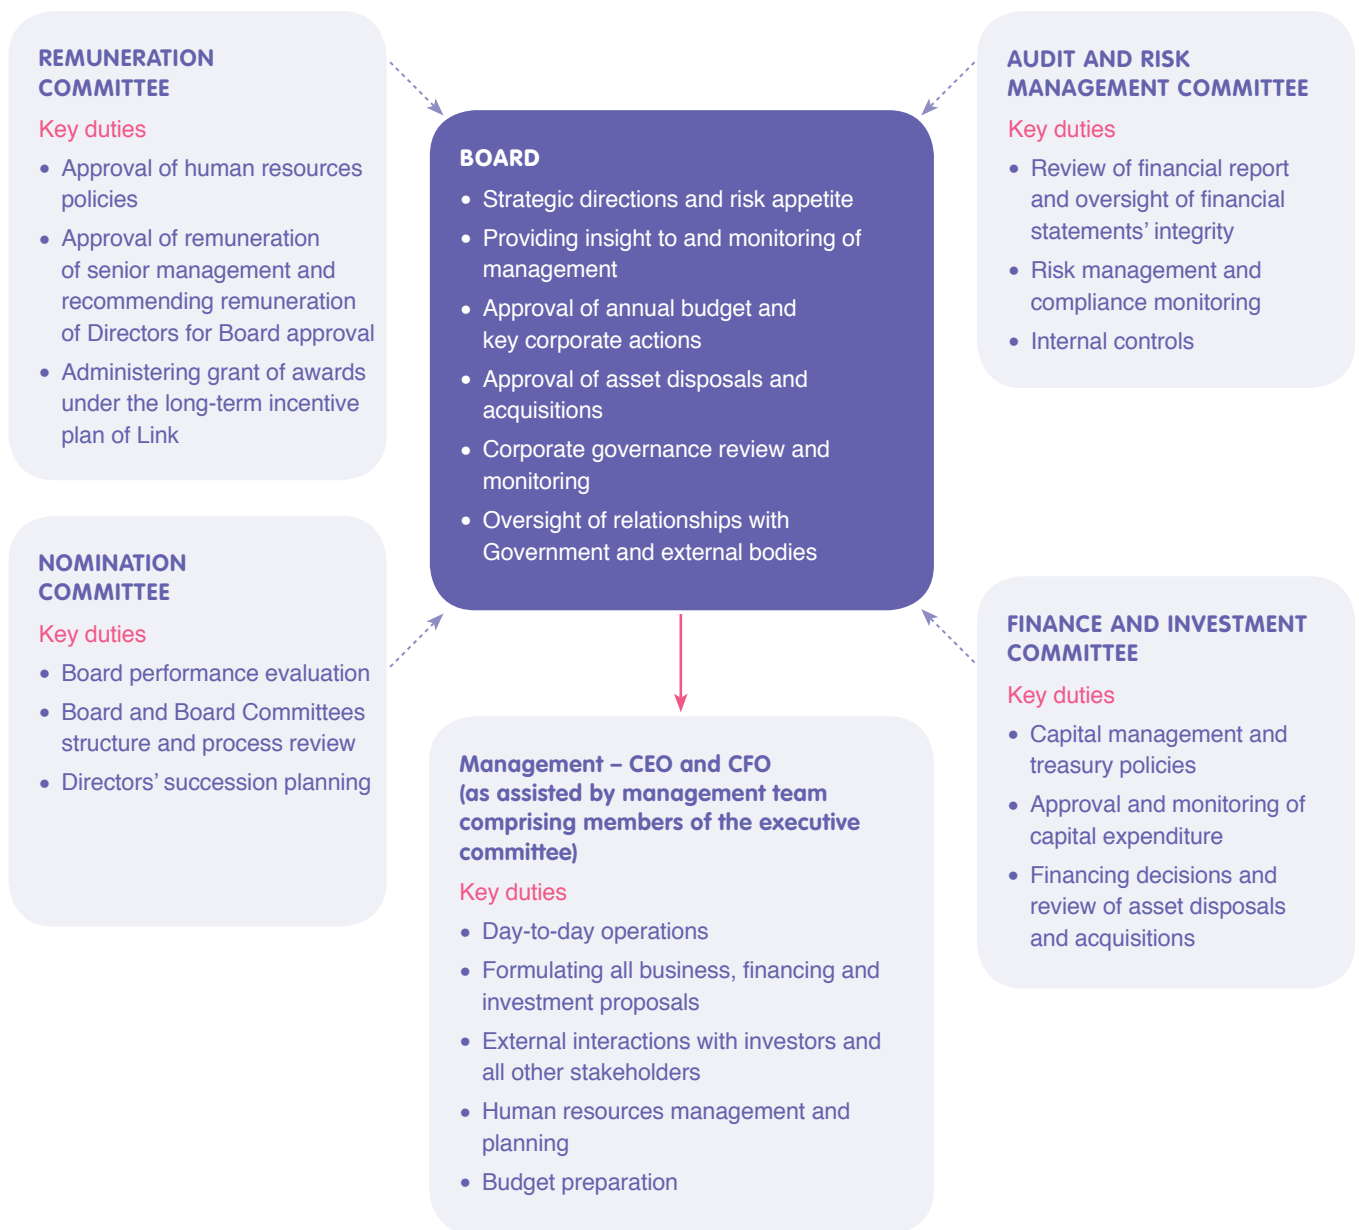 REMUNERATION
COMMITTEE
Key duties
• Approval of human resources
policies
• Approval of remuneration
of senior management and
recommending remuneration
of Directors for Board approval
• Administering grant of awards
under the long-term incentive
plan of Link
NOMINATION
COMMITTEE
Key duties
• Board performance evaluation
• Board and Board Committees
structure and process review
• Directors’ succession planning
BOARD
• Strategic directions and risk appetite
• Providing insight to and monitoring of
management
• Approval of annual budget and
key corporate actions
• Approval of asset disposals and
acquisitions
• Corporate governance review and
monitoring
• Oversight of relationships with
Government and external bodies
Management – CEO and CFO
(as assisted by management team
comprising members of the executive
committee)
Key duties
• Day-to-day operations
• Formulating all business, financing and
investment proposals
• External interactions with investors and
all other stakeholders
• Human resources management and
planning
• Budget preparation
AUDIT AND RISK
MANAGEMENT COMMITTEE
Key duties
• Review of financial report
and oversight of financial
statements’ integrity
• Risk management and
compliance monitoring
• Internal controls
FINANCE AND INVESTMENT
COMMITTEE
Key duties
• Capital management and
treasury policies
• Approval and monitoring of
capital expenditure
• Financing decisions and
review of asset disposals
and acquisitions